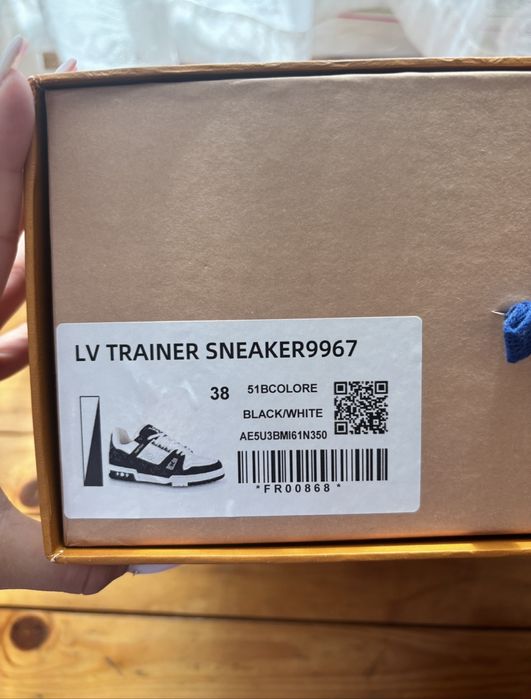 LV TRAINER SNEAKER9967
38 51BCOLORE
BLACK/WHITE
AE5U3BMI61N350
*FR00868 *